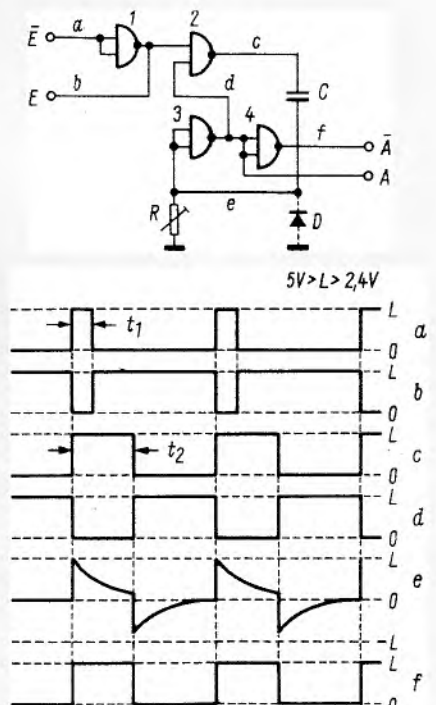 Ē a 1 2 c
E b d C
3 4 f Ā
A
R e D
5V>L>2,4V
t1 L a
0
L b
0
t2 L c
0
L d
0
L e
0
L
L f
0